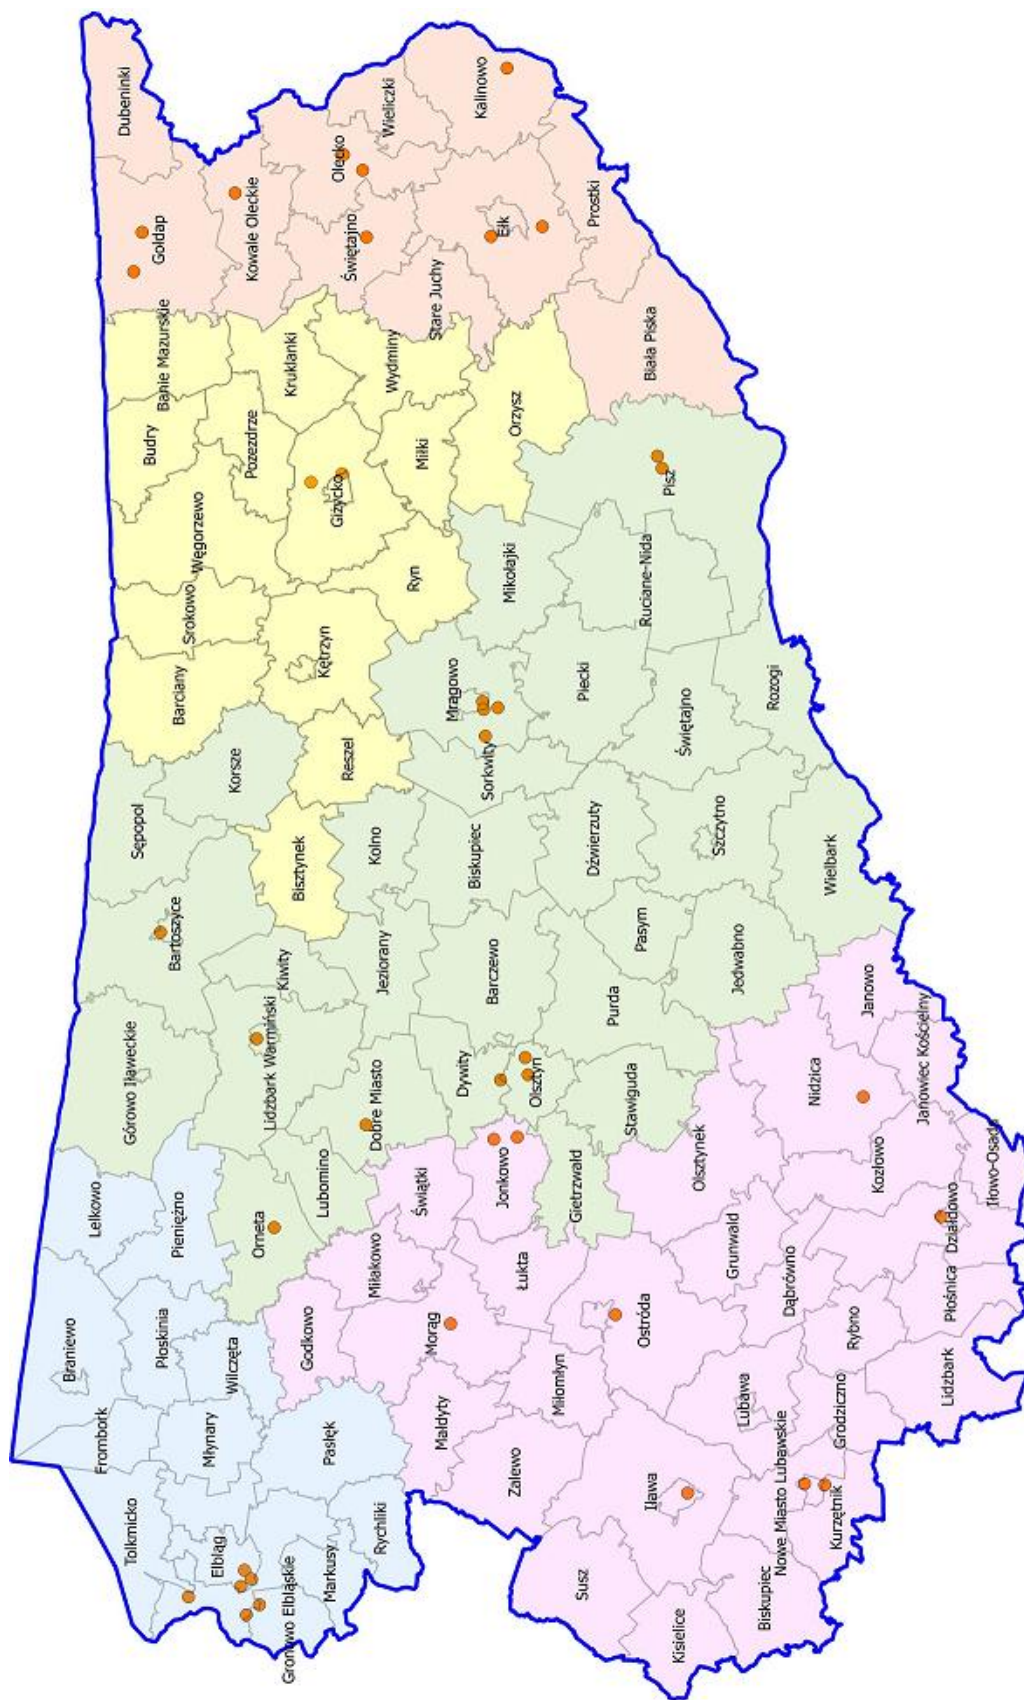 Tolkmicko
Frombork
Braniewo
Lelkowo
Górowo Iławeckie
Bartoszyce
Sępopol
Barciany
Srokowo
Węgorzewo
Budry
Banie Mazurskie
Gołdap
Dubeninki
Elbląg
Młynary
Płoskinia
Pieniężno
Wilczęta
Orneta
Lidzbark Warmiński
Kiwity
Bisztynek
Korsze
Reszel
Kętrzyn
Giżycko
Pozezdrze
Kruklanki
Kowale Oleckie
Gronowo Elbląskie
Markusy
Rychliki
Pasłęk
Godkowo
Miłakowo
Lubomino
Dobre Miasto
Jeziorany
Kolno
Ryn
Miłki
Wydminy
Świętajno
Olecko
Wieliczki
Małdyty
Morąg
Świątki
Jonkowo
Dywity
Barczewo
Biskupiec
Sorkwity
Mrągowo
Mikołajki
Orzysz
Stare Juchy
Ełk
Kalinowo
Zalewo
Miłomłyn
Łukta
Gietrzwałd
Olsztyn
Purda
Dźwierzuty
Piecki
Ruciane-Nida
Pisz
Biała Piska
Prostki
Susz
Iława
Ostróda
Olsztynek
Stawiguda
Pasym
Szczytno
Świętajno
Kisielice
Biskupiec
Nowe Miasto Lubawskie
Lubawa
Grunwald
Dąbrówno
Nidzica
Jedwabno
Wielbark
Rozogi
Kurzętnik
Grodziczno
Rybno
Kozłowo
Janowo
Lidzbark
Płośnica
Działdowo
Iłowo-Osada
Janowiec Kościelny